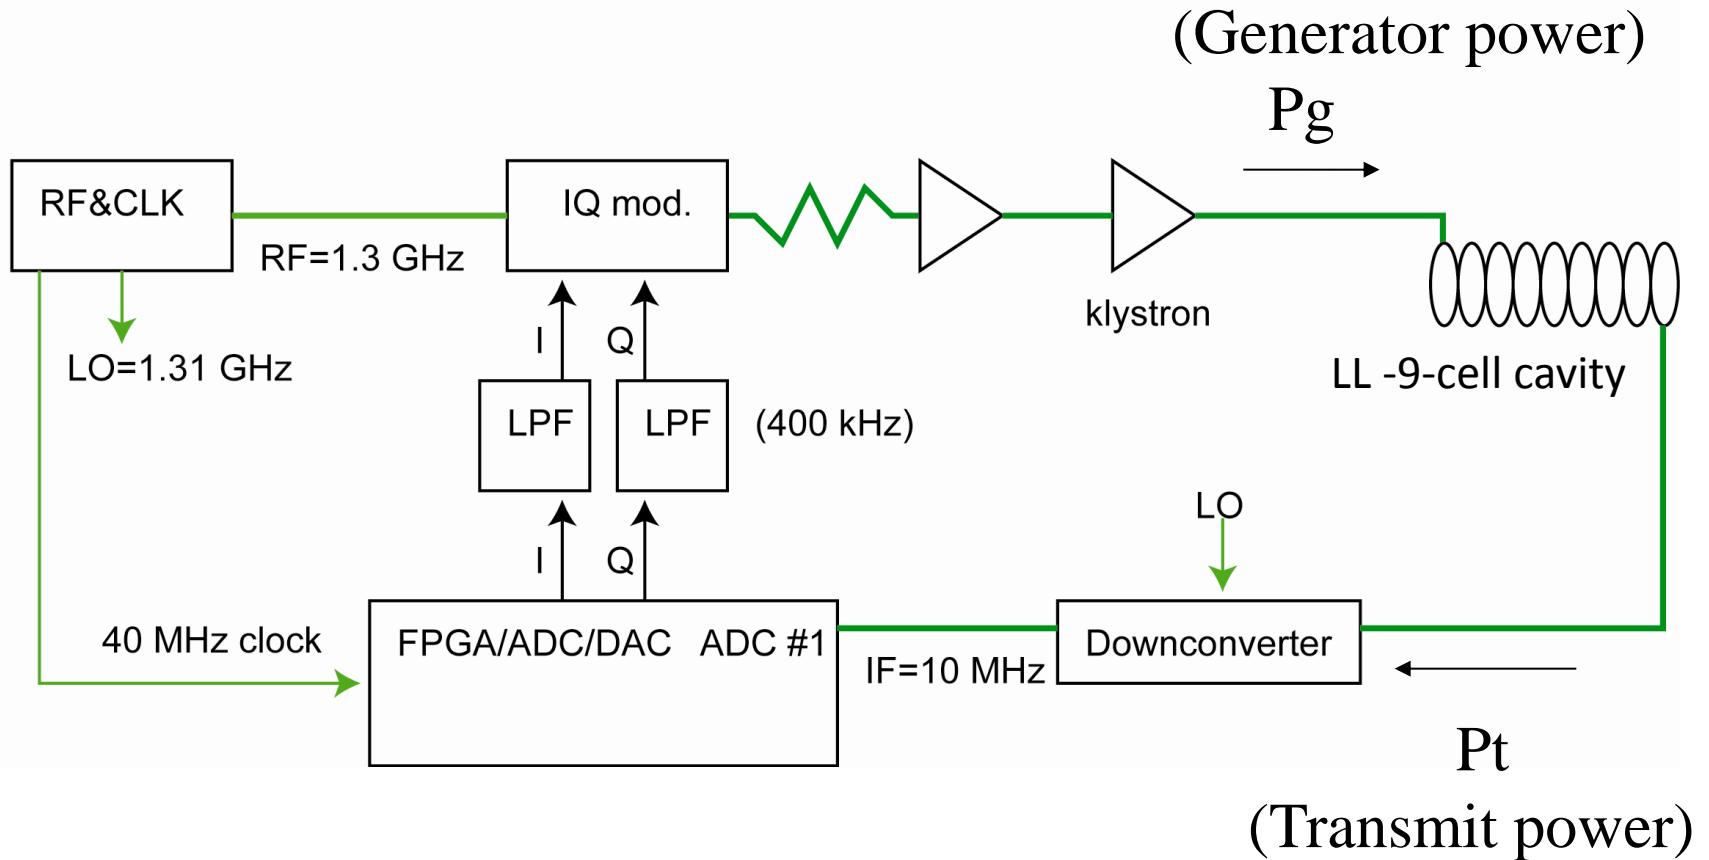 (Generator power)
Pg
RF&CLK
IQ mod.
RF=1.3 GHz
klystron
LO=1.31 GHz
I
Q
LL -9-cell cavity
LPF
LPF
(400 kHz)
LO
I
Q
40 MHz clock
FPGA/ADC/DAC ADC #1
Downconverter
IF=10 MHz
Pt
(Transmit power)